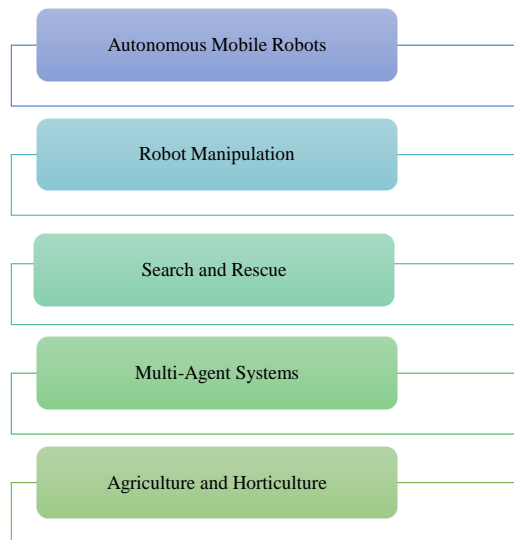 Autonomous Mobile Robots
Robot Manipulation
Search and Rescue
Multi-Agent Systems
Agriculture and Horticulture